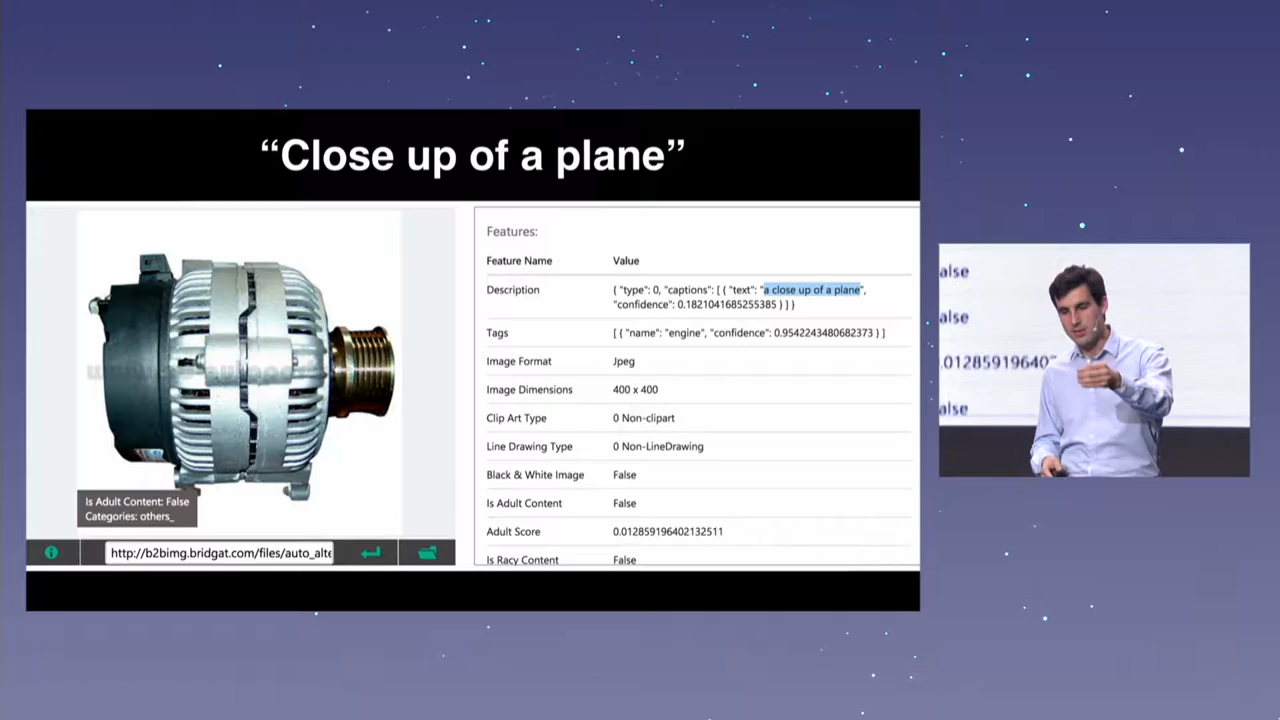 “Close up of a plane”
Is Adult Content: False
Categories: others_
http://b2bimg.bridgat.com/files/auto_alte
Features:
Feature Name Value
Description { "type": 0, "captions": [ { "text": "a close up of a plane",
"confidence": 0.1821041685255385 } ] }
Tags [ { "name": "engine", "confidence": 0.9542243480682373 } ]
Image Format Jpeg
Image Dimensions 400 x 400
Clip Art Type 0 Non-clipart
Line Drawing Type 0 Non-LineDrawing
Black & White Image False
Is Adult Content False
Adult Score 0.012859196402132511
Is Racy Content False
alse
alse
.01285919640
alse